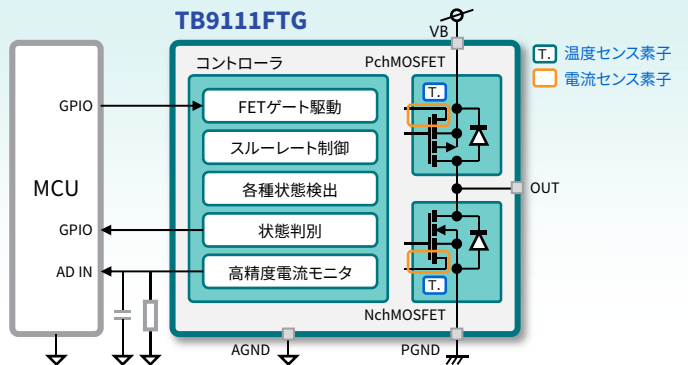 TB9111FTG
VB
コントローラ
PchMOSFET
T.
温度センス素子
電流センス素子
T.
GPIO
FETゲート駆動
スルーレート制御
MCU
各種状態検出
OUT
GPIO
状態判別
AD IN
高精度電流モニタ
T.
NchMOSFET
AGND
PGND